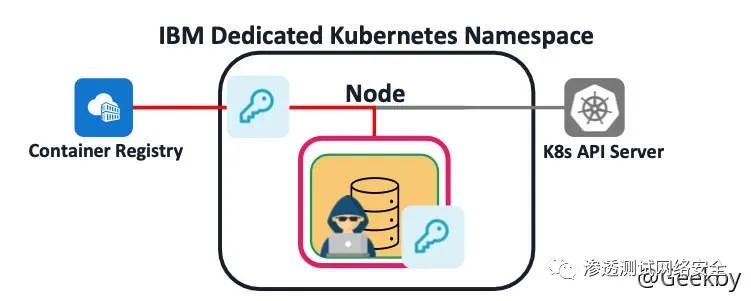 IBM Dedicated Kubernetes Namespace
Node
Container Registry
K8s API Server
渗透测试网络安全
@Geekby